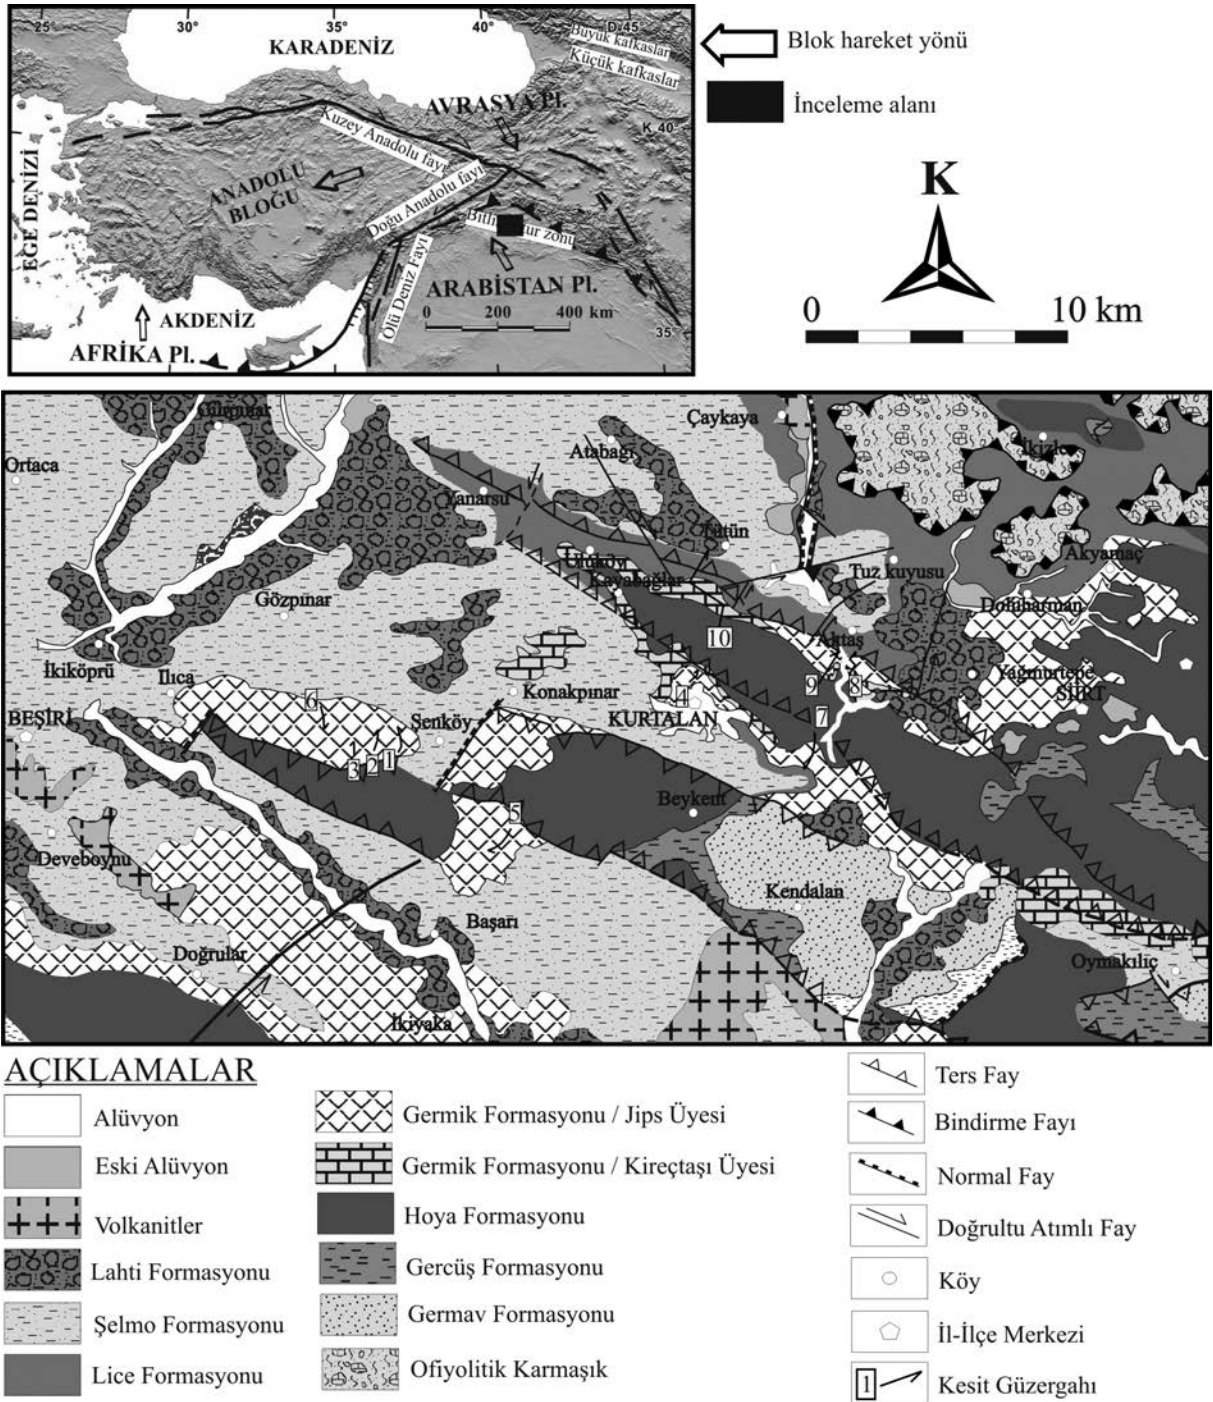 25°
30°
35°
40°
D 45°
KARADENİZ
Büyük kafkaslar
Küçük kafkaslar
AVRASYA Pl.
K 40°
Kuzey Anadolu fayı
ANADOLU
BLOĞU
Doğu Anadolu fayı
EGE DENİZİ
zonu
Ölü Deniz Fayı
ARABİSTAN Pl.
0 200 400 km
AKDENİZ
35°
AFRİKA Pl.
Blok hareket yönü
İnceleme alanı
K
0 10 km
Çaykaya
Ortaca
Atabağı
Yanarsu
Tütün
Akyamaç
Uluköy
Kayabağlar
Tuz kuyusu
Gözpınar
Doluharman
10
Aktaş
İkiköprü
Ilıca
Konakpınar
Yağmurtepe
SİİRT
6
4
9
8
BEŞİRİ
Senköy
KURTALAN
7
3
2
1
Beykent
5
Deveboynu
Kendalan
Başarı
Doğrular
Oymakılıç
İkiyaka
AÇIKLAMALAR
Alüvyon
Eski Alüvyon
Volkanitler
Lahti Formasyonu
Şelmo Formasyonu
Lice Formasyonu
Germik Formasyonu / Jips Üyesi
Germik Formasyonu / Kireçtaşı Üyesi
Hoya Formasyonu
Gercüş Formasyonu
Germav Formasyonu
Ofiyolitik Karmaşık
Ters Fay
Bindirme Fayı
Normal Fay
Doğrultu Atımlı Fay
Köy
İl-İlçe Merkezi
1 Kesit Güzergahı